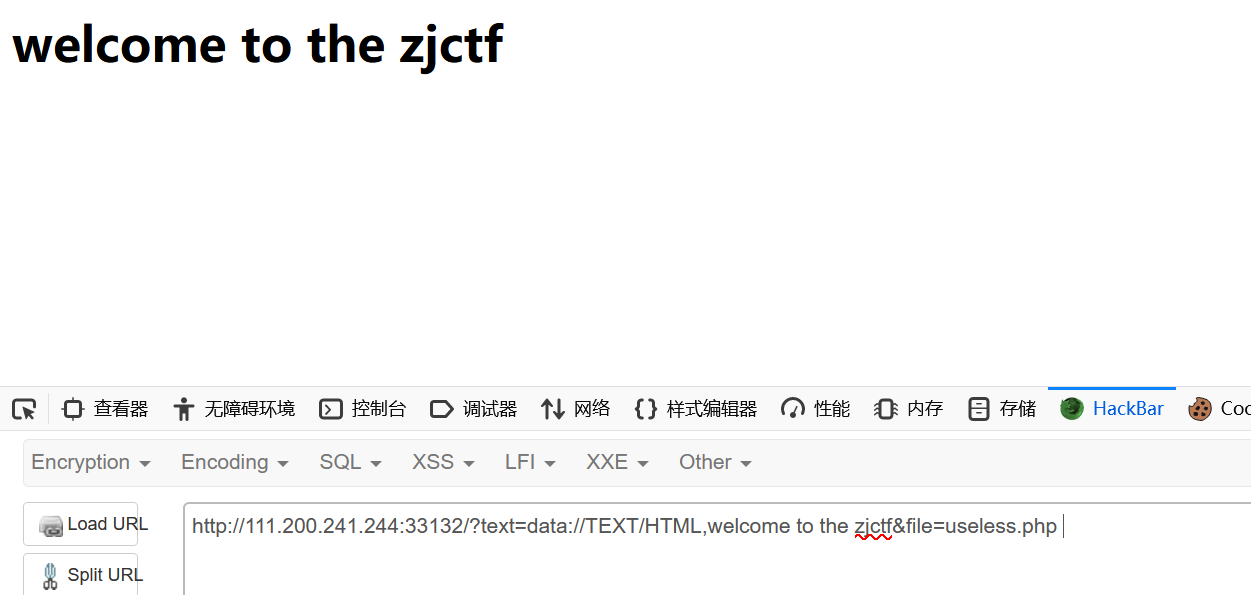 welcome to the zjctf
查看器 无障碍环境 控制台 调试器 网络 {} 样式编辑器 性能 内存 存储 HackBar Coo
Encryption Encoding SQL XSS LFI XXE Other
Load URL
http://111.200.241.244:33132/?text=data://TEXT/HTML,welcome to the zjctf&file=useless.php
Split URL